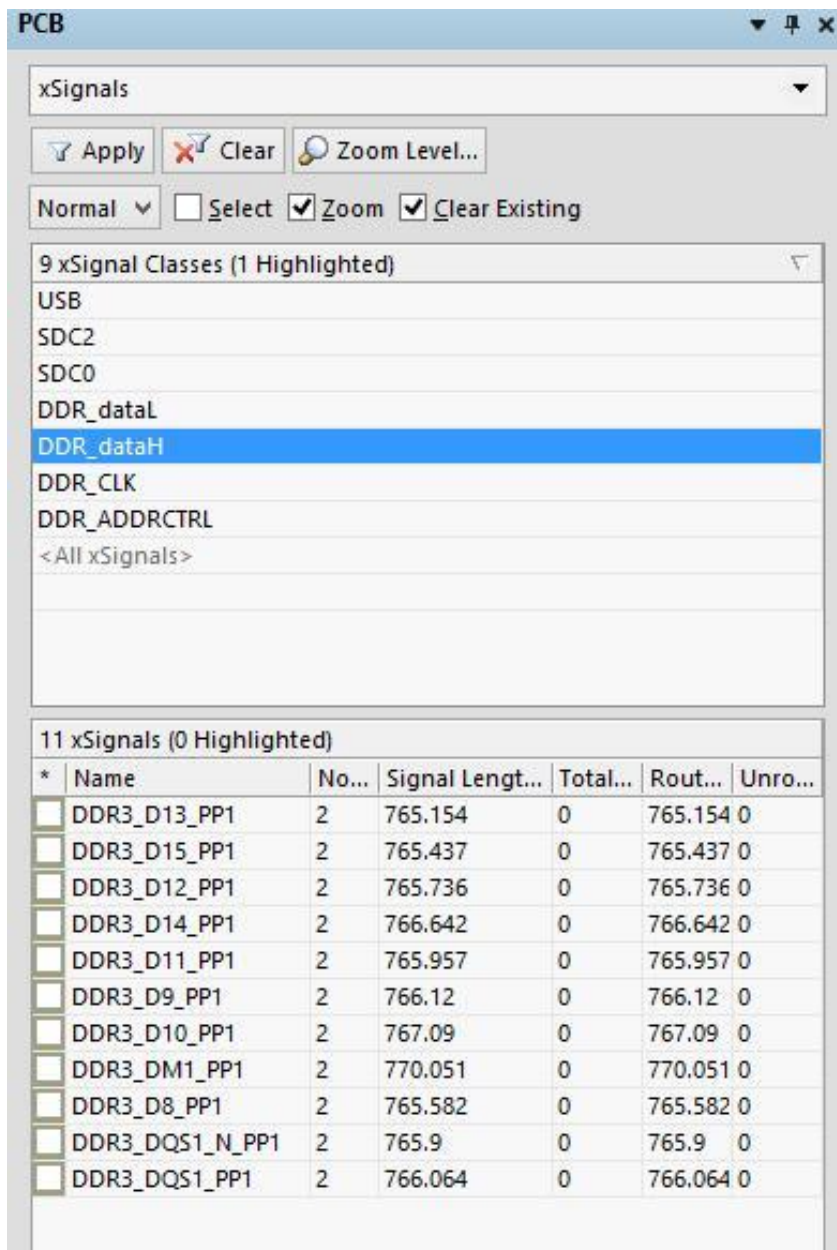 PCB
xSignals
Apply Clear Zoom Level...
Normal Select Zoom Clear Existing
9 xSignal Classes (1 Highlighted)
USB
SDC2
SDC0
DDR_dataL
DDR_dataH
DDR_CLK
DDR_ADDRCTRL
<All xSignals>
11 xSignals (0 Highlighted)
* Name No... Signal Lengt... Total... Rout... Unro...
DDR3_D13_PP1 2 765.154 0 765.154 0
DDR3_D15_PP1 2 765.437 0 765.437 0
DDR3_D12_PP1 2 765.736 0 765.736 0
DDR3_D14_PP1 2 766.642 0 766.642 0
DDR3_D11_PP1 2 765.957 0 765.957 0
DDR3_D9_PP1 2 766.12 0 766.12 0
DDR3_D10_PP1 2 767.09 0 767.09 0
DDR3_DM1_PP1 2 770.051 0 770.051 0
DDR3_D8_PP1 2 765.582 0 765.582 0
DDR3_DQS1_N_PP1 2 765.9 0 765.9 0
DDR3_DQS1_PP1 2 766.064 0 766.064 0